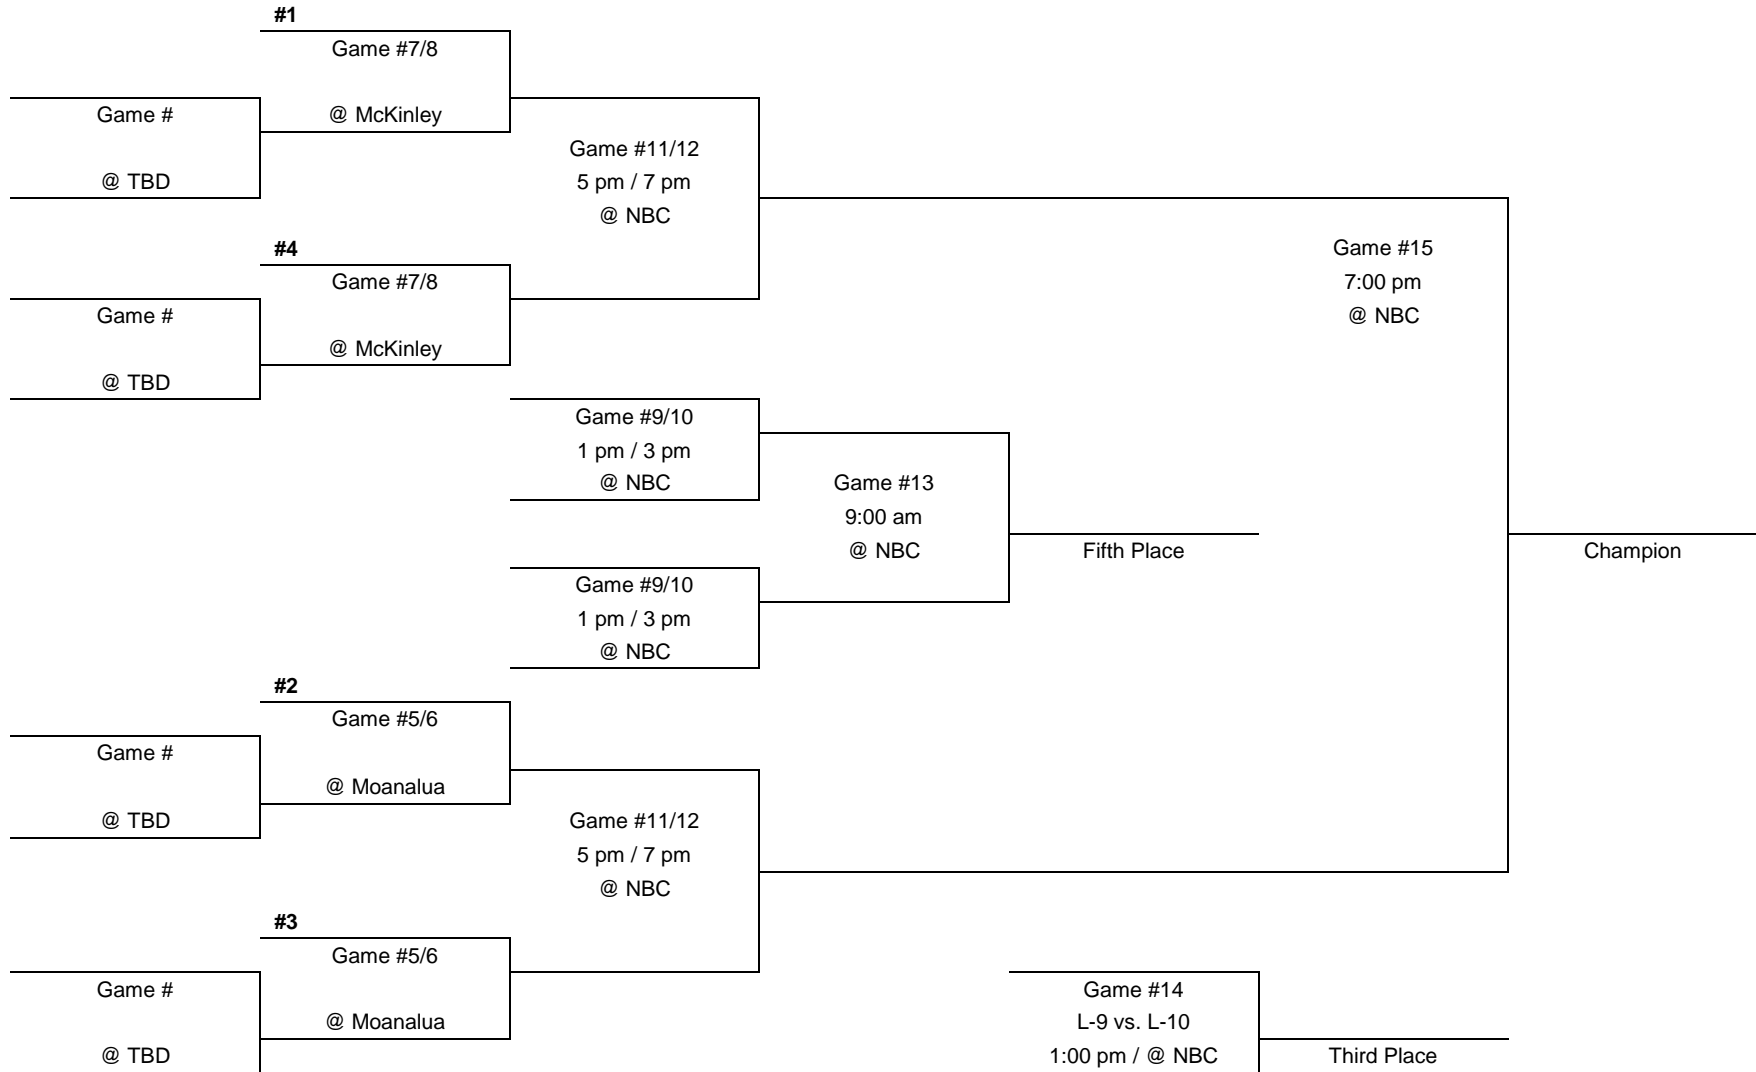 #1
Game #7/8
@ McKinley
Game #
@ TBD
Game #11/12
5 pm / 7 pm
@ NBC
#4
Game #7/8
@ McKinley
Game #
@ TBD
Game #15
7:00 pm
@ NBC
Game #9/10
1 pm / 3 pm
@ NBC
Game #13
9:00 am
@ NBC
Fifth Place
Champion
Game #9/10
1 pm / 3 pm
@ NBC
#2
Game #5/6
@ Moanalua
Game #
@ TBD
Game #11/12
5 pm / 7 pm
@ NBC
#3
Game #5/6
@ Moanalua
Game #
@ TBD
Game #14
L-9 vs. L-10
1:00 pm / @ NBC
Third Place